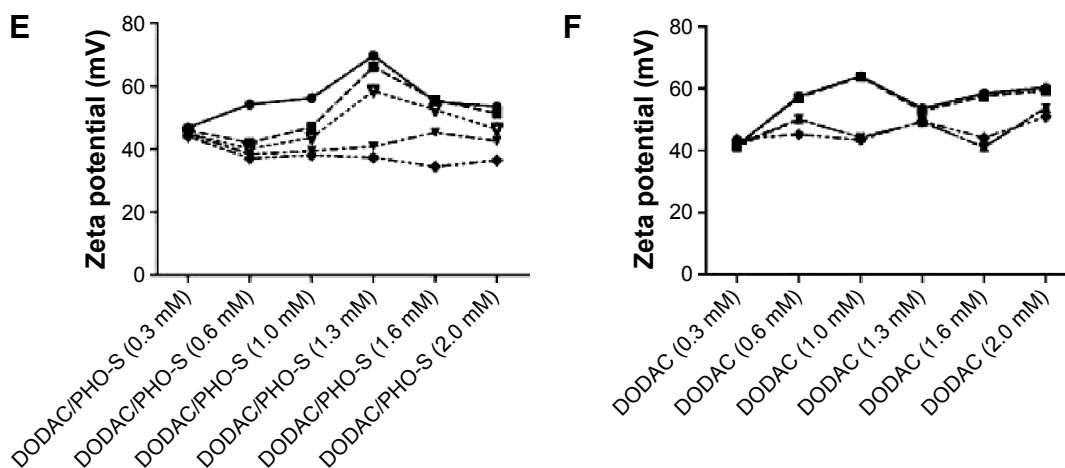 E
Zeta potential (mV)
80
60
40
20
0
DODAC/PHO-S (0.3 mM)
DODAC/PHO-S (0.6 mM)
DODAC/PHO-S (1.0 mM)
DODAC/PHO-S (1.3 mM)
DODAC/PHO-S (1.6 mM)
DODAC/PHO-S (2.0 mM)
F
Zeta potential (mV)
80
60
40
20
0
DODAC (0.3 mM)
DODAC (0.6 mM)
DODAC (1.0 mM)
DODAC (1.3 mM)
DODAC (1.6 mM)
DODAC (2.0 mM)